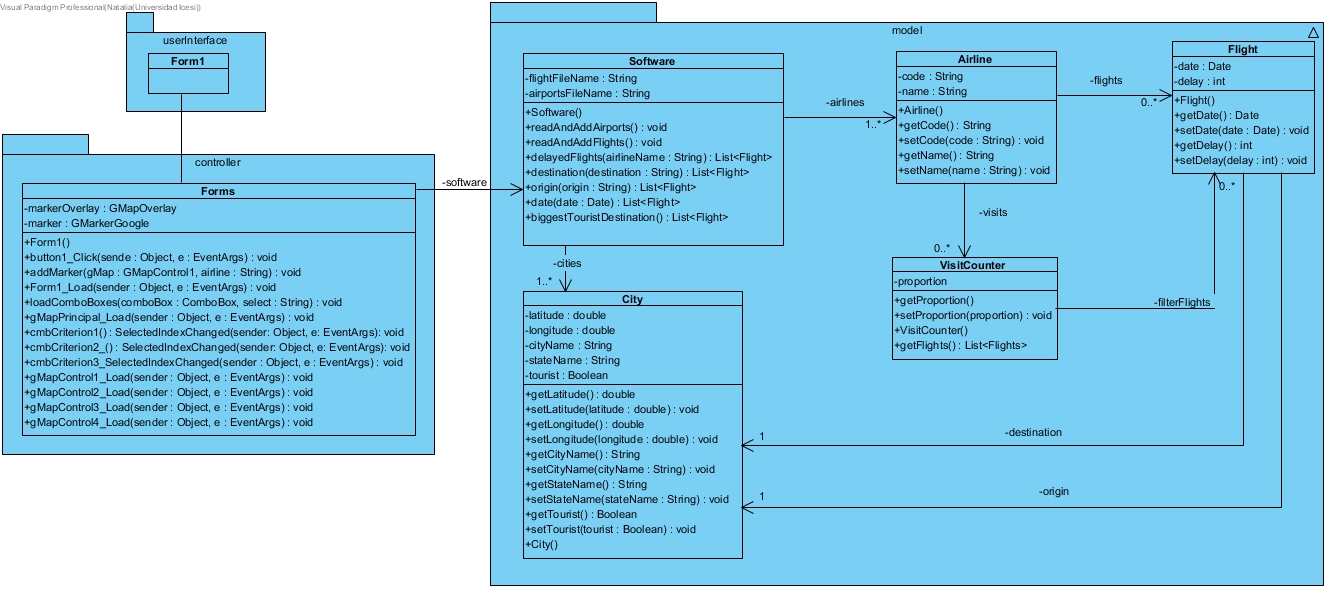 Visual Paradigm Professional(Natalia(Universidad Icesi))
userInterface
Form1
controller
Forms
-markerOverlay : GMapOverlay
-marker : GMarkerGoogle
+Form1()
+button1_Click(sende : Object, e : EventArgs) : void
+addMarker(gMap : GMapControl1, airline : String) : void
+Form1_Load(sender : Object, e : EventArgs) : void
+loadComboBoxes(comboBox : ComboBox, select : String) : void
+gMapPrincipal_Load(sender : Object, e : EventArgs) : void
+cmbCriterion1() : SelectedIndexChanged(sender: Object, e: EventArgs): void
+cmbCriterion2_() : SelectedIndexChanged(sender: Object, e: EventArgs): void
+cmbCriterion3_SelectedIndexChanged(sender : Object, e : EventArgs) : void
+gMapControl1_Load(sender : Object, e : EventArgs) : void
+gMapControl2_Load(sender : Object, e : EventArgs) : void
+gMapControl3_Load(sender : Object, e : EventArgs) : void
+gMapControl4_Load(sender : Object, e : EventArgs) : void
-software
model
Software
-flightFileName : String
-airportsFileName : String
+Software()
+readAndAddAirports() : void
+readAndAddFlights() : void
+delayedFlights(airlineName : String) : List<Flight>
+destination(destination : String) : List<Flight>
+origin(origin : String) : List<Flight>
+date(date : Date) : List<Flight>
+biggestTouristDestination() : List<Flight>
-airlines
1..*
Airline
-code : String
-name : String
+Airline()
+getCode() : String
+setCode(code : String) : void
+getName() : String
+setName(name : String) : void
-flights
0..*
Flight
-date : Date
-delay : int
+Flight()
+getDate() : Date
+setDate(date : Date) : void
+getDelay() : int
+setDelay(delay : int) : void
0..*
-visits
0..*
VisitCounter
-proportion
+getProportion()
+setProportion(proportion) : void
+VisitCounter()
+getFlights() : List<Flights>
-filterFlights
-cities
1..*
City
-latitude : double
-longitude : double
-cityName : String
-stateName : String
-tourist : Boolean
+getLatitude() : double
+setLatitude(latitude : double) : void
+getLongitude() : double
+setLongitude(longitude : double) : void
+getCityName() : String
+setCityName(cityName : String) : void
+getStateName() : String
+setStateName(stateName : String) : void
+getTourist() : Boolean
+setTourist(tourist : Boolean) : void
+City()
1
-destination
1
-origin